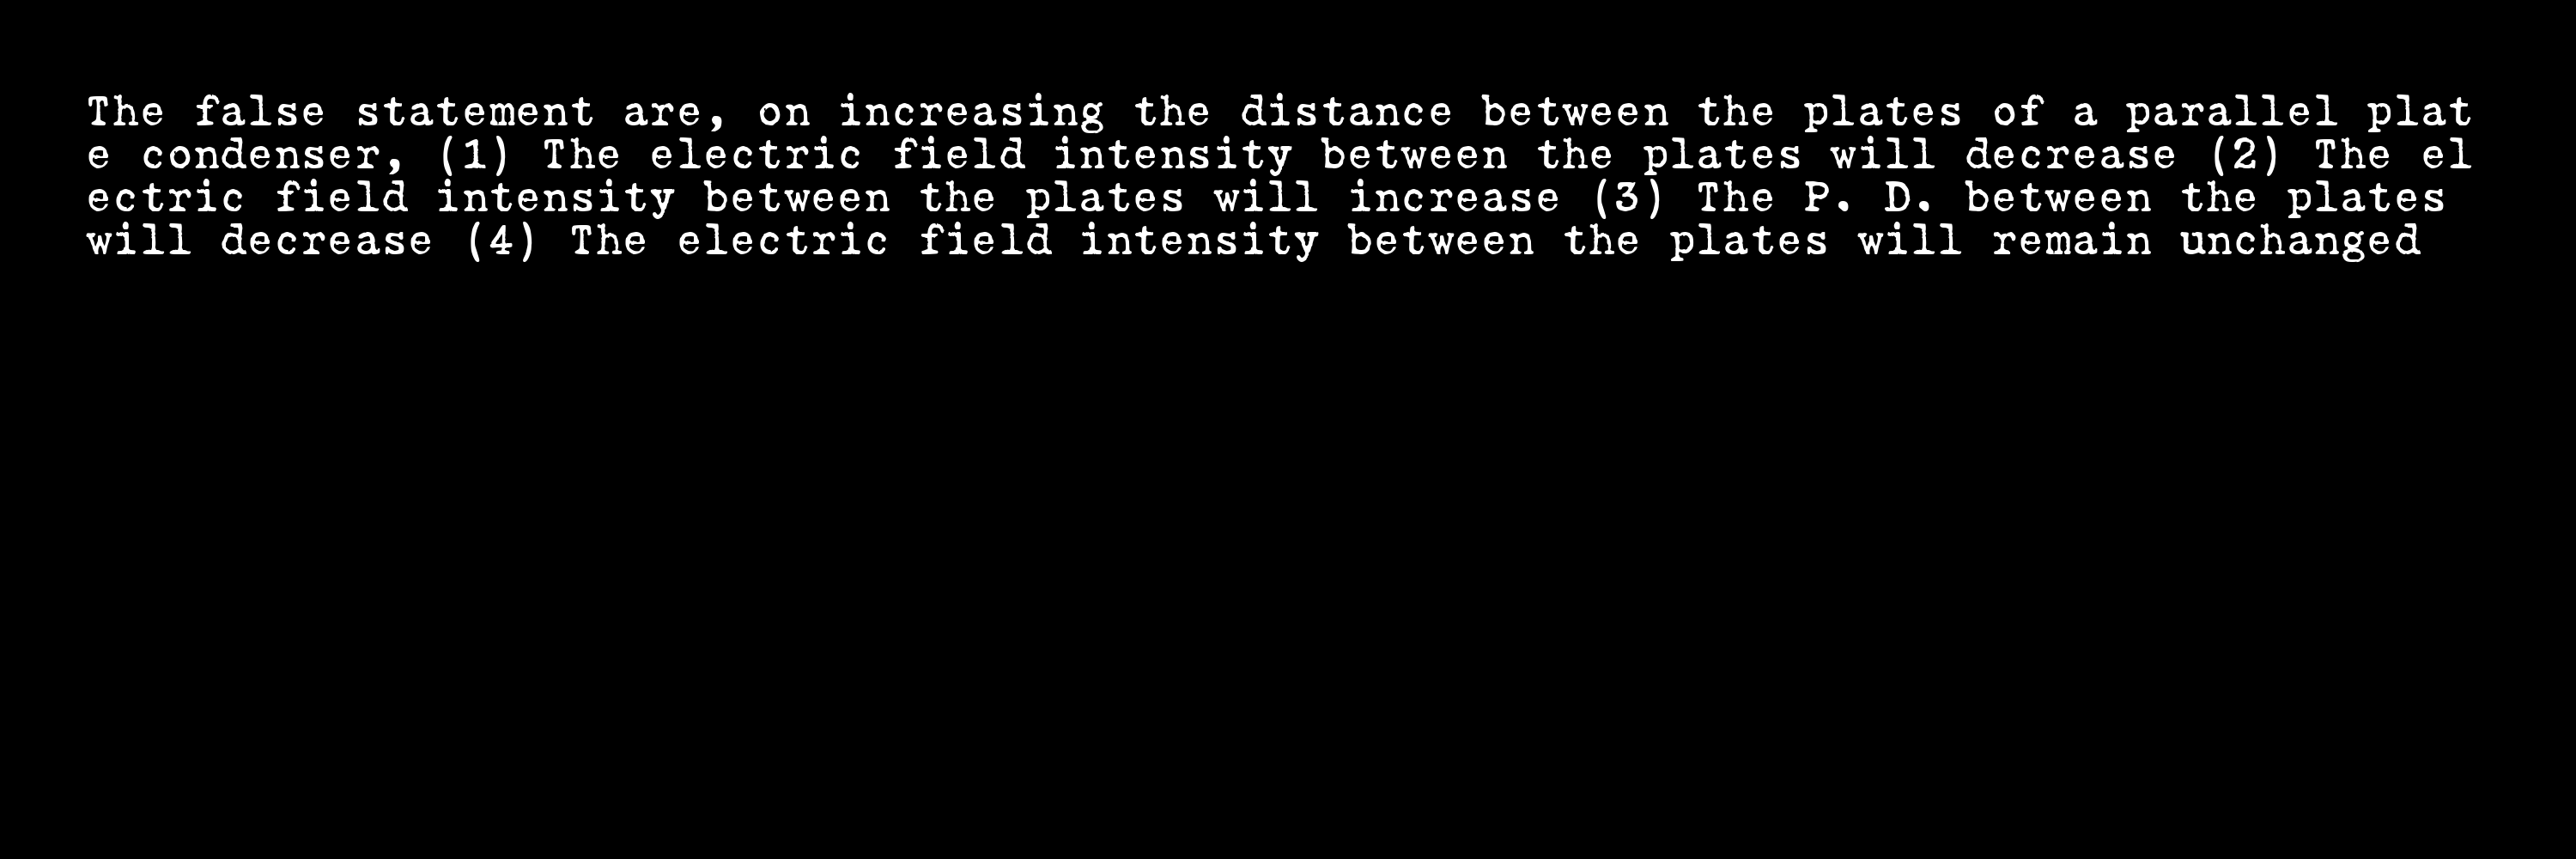 The false statement are, on increasing the distance between the plates of a parallel plat
e condenser, (1) The electric field intensity between the plates will decrease (2) The el
ectric field intensity between the plates will increase (3) The P. D. between the plates
will decrease (4) The electric field intensity between the plates will remain unchanged